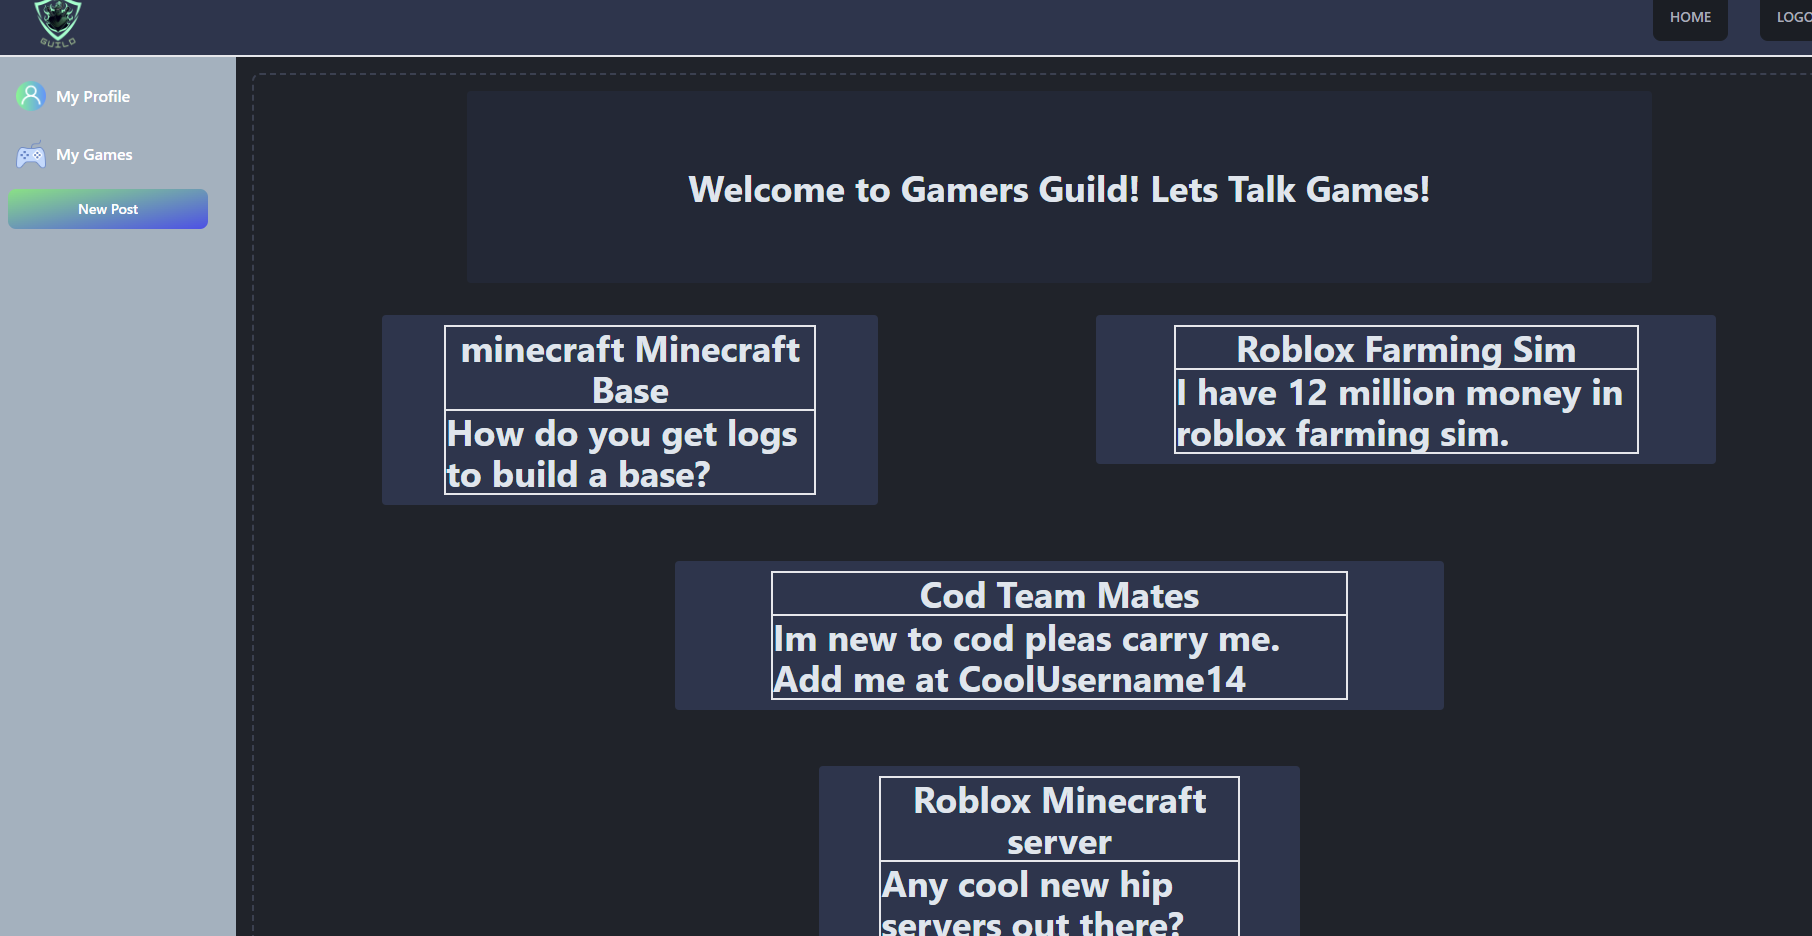 GUILD
HOME
LOGO
My Profile
My Games
New Post
Welcome to Gamers Guild! Lets Talk Games!
minecraft Minecraft
Base
How do you get logs
to build a base?
Roblox Farming Sim
I have 12 million money in
roblox farming sim.
Cod Team Mates
Im new to cod pleas carry me.
Add me at CoolUsername14
Roblox Minecraft
server
Any cool new hip
servers out there?